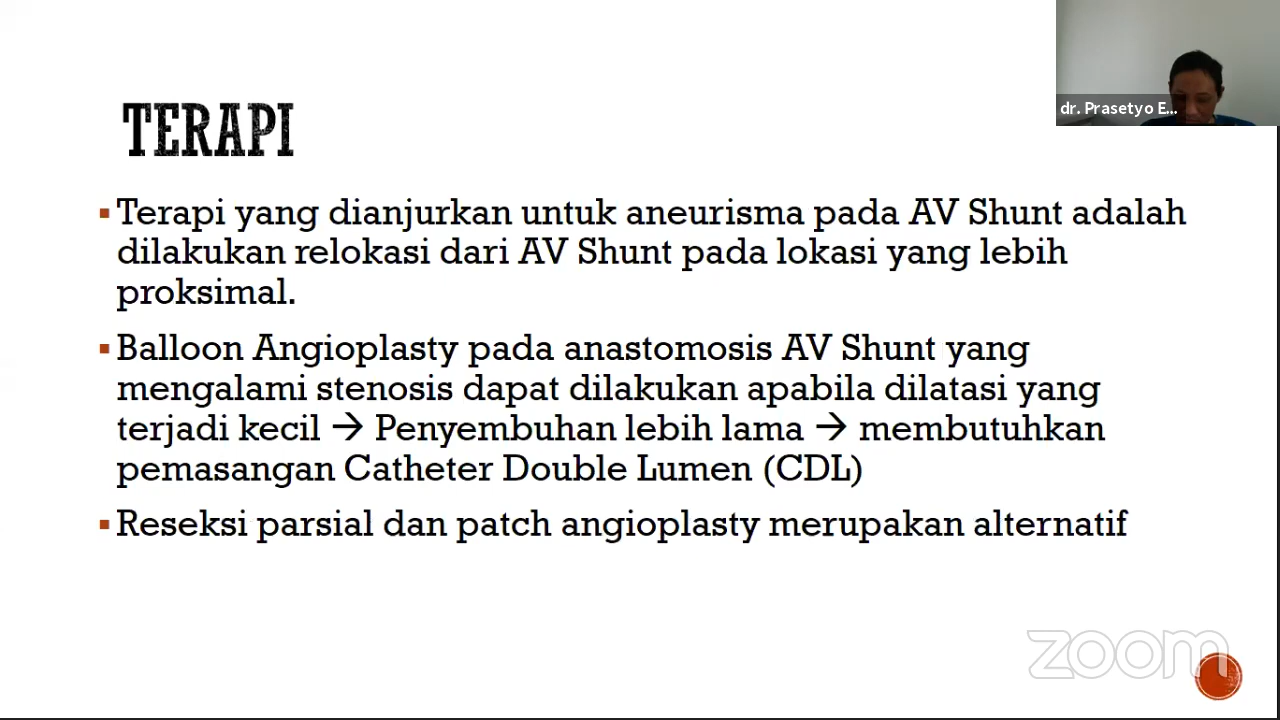 dr. Prasetyo E...
TERAPI
Terapi yang dianjurkan untuk aneurisma pada AV Shunt adalah
dilakukan relokasi dari AV Shunt pada lokasi yang lebih
proksimal.
Balloon Angioplasty pada anastomosis AV Shunt yang
mengalami stenosis dapat dilakukan apabila dilatasi yang
terjadi kecil → Penyembuhan lebih lama → membutuhkan
pemasangan Catheter Double Lumen (CDL)
Reseksi parsial dan patch angioplasty merupakan alternatif
zoom